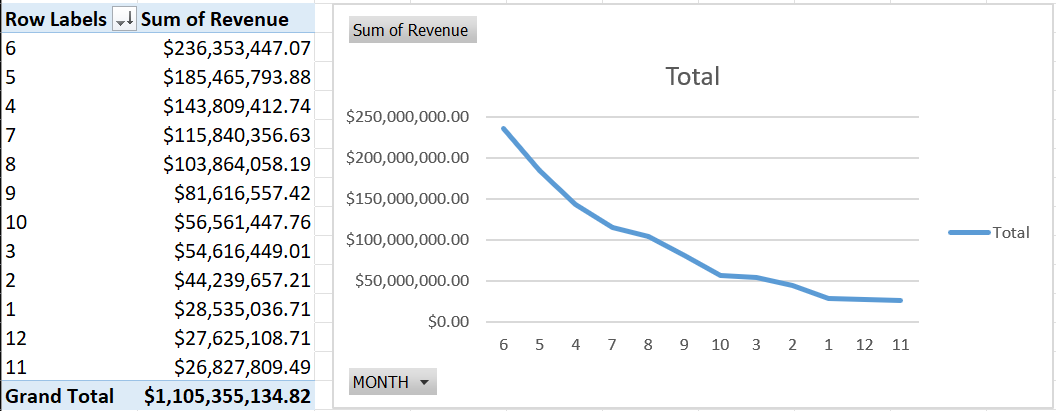 Row Labels Sum of Revenue
6 $236,353,447.07
5 $185,465,793.88
4 $143,809,412.74
7 $115,840,356.63
8 $103,864,058.19
9 $81,616,557.42
10 $56,561,447.76
3 $54,616,449.01
2 $44,239,657.21
1 $28,535,036.71
12 $27,625,108.71
11 $26,827,809.49
Grand Total $1,105,355,134.82
Sum of Revenue
Total
$250,000,000.00
$200,000,000.00
$150,000,000.00
$100,000,000.00
$50,000,000.00
$0.00
6 5 4 7 8 9 10 3 2 1 12 11
Total
MONTH